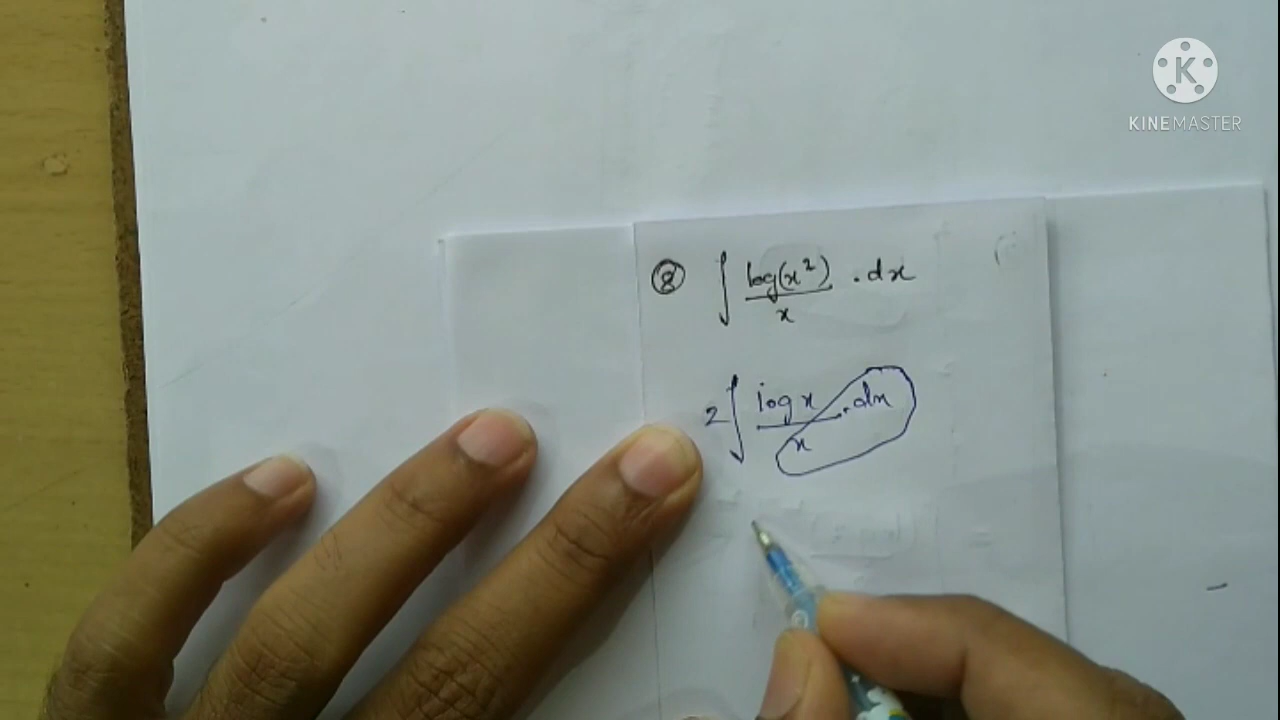 K
KINEMASTER
⑧ ∫ log(x²)/x . dx
2∫ log x/x . dx